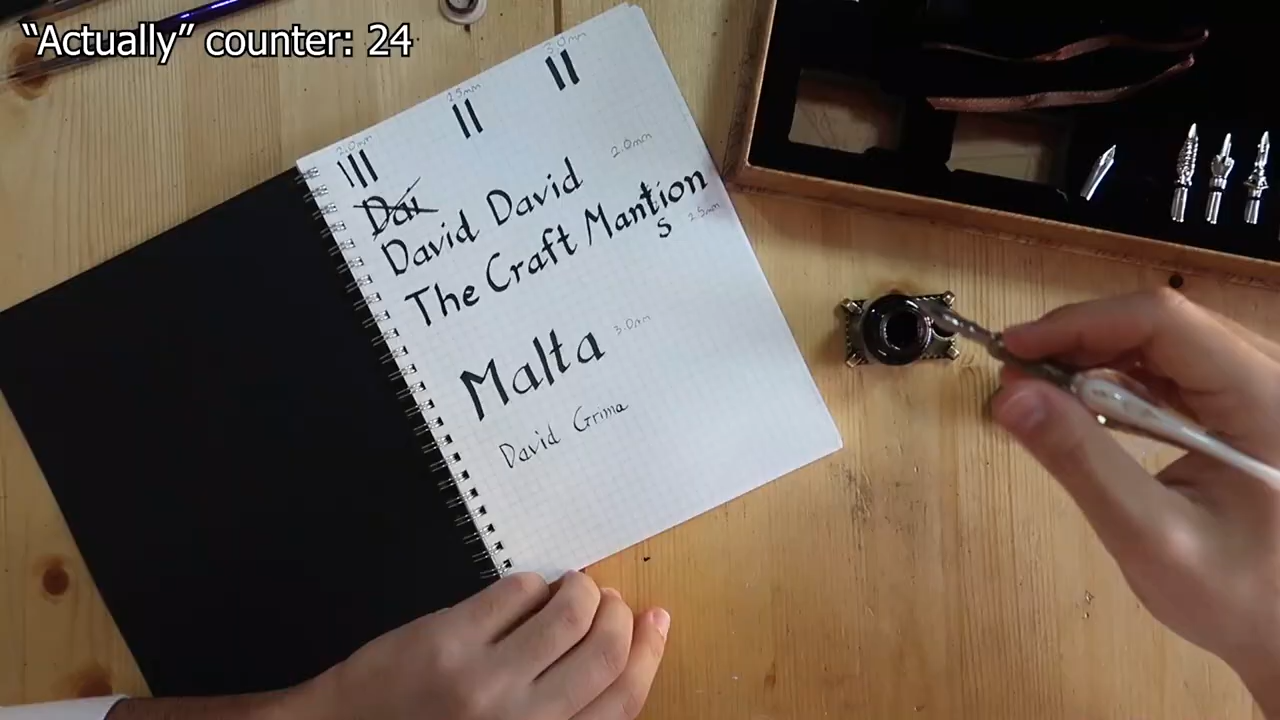 “Actually” counter: 24
2.0mm
2.5mm
3.0mm
Dai
David David 2.0mm
The Craft Mantion 2.5mm
s
Malta 3.0mm
David Grima